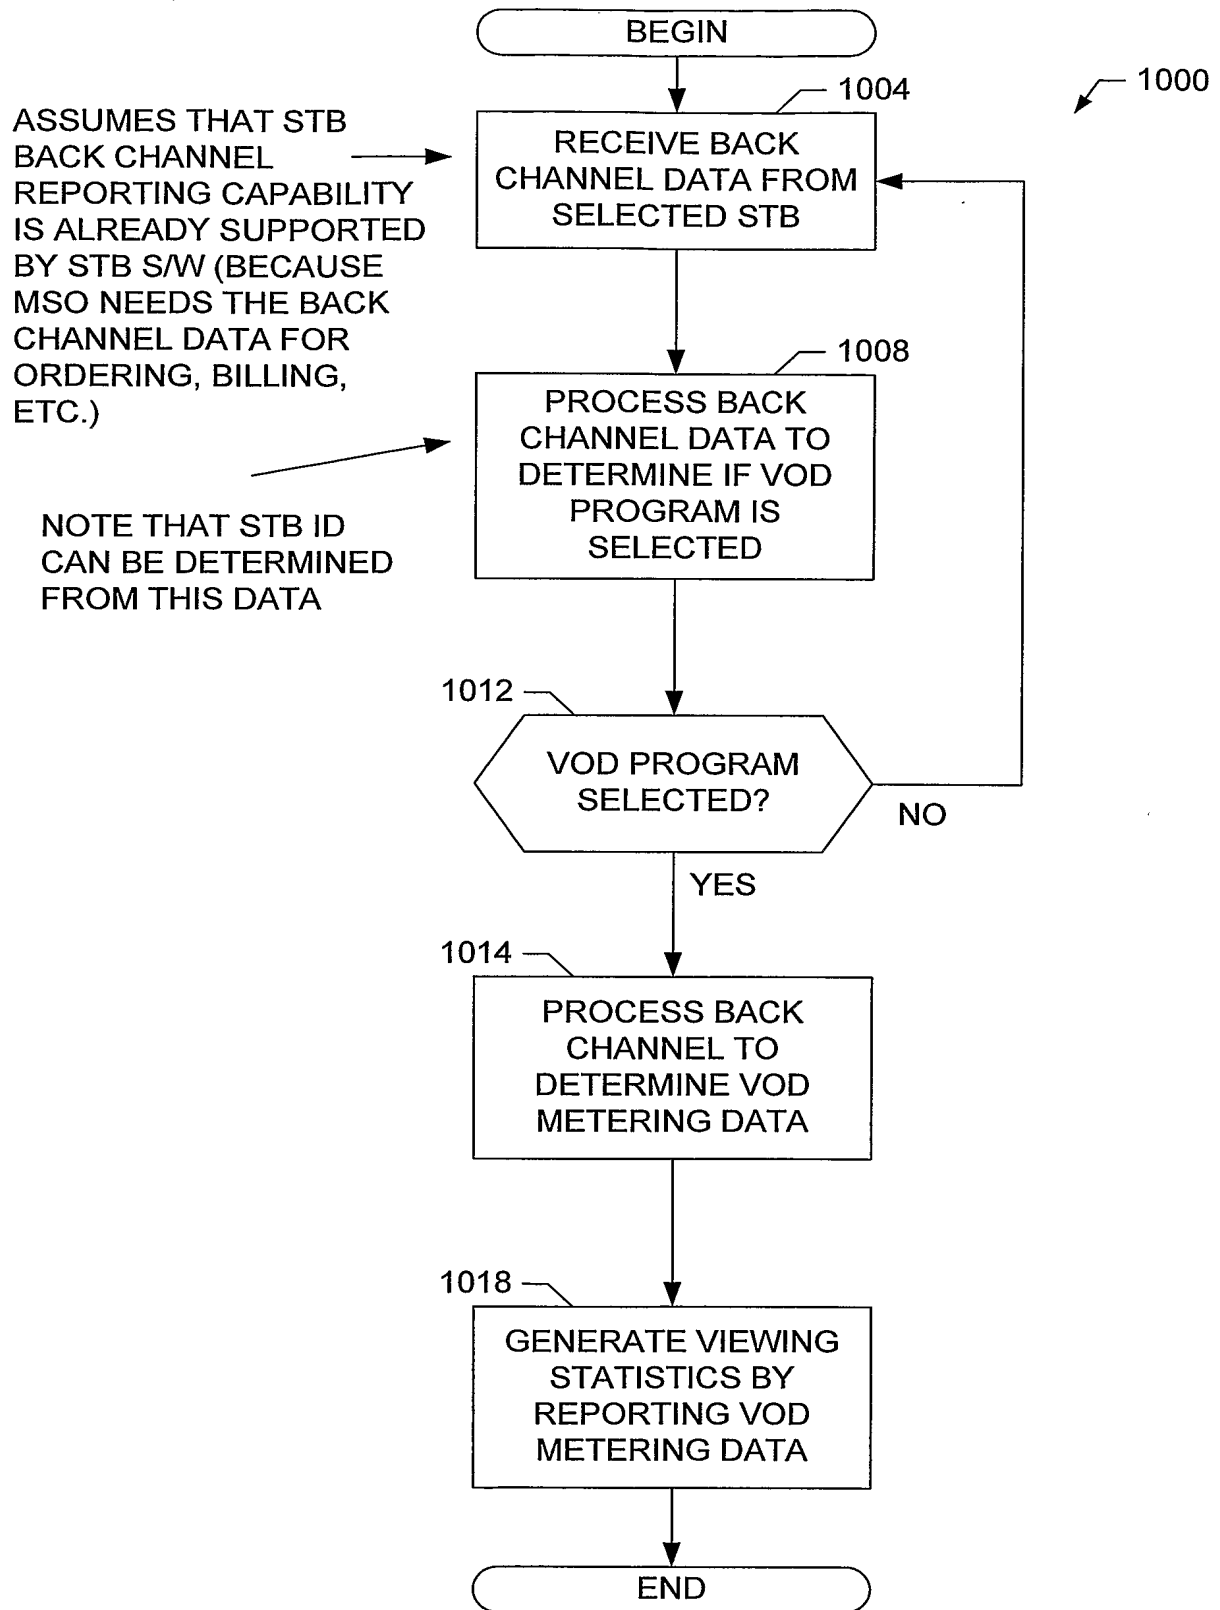 BEGIN
1000
1004
ASSUMES THAT STB
BACK CHANNEL
REPORTING CAPABILITY
IS ALREADY SUPPORTED
BY STB S/W (BECAUSE
MSO NEEDS THE BACK
CHANNEL DATA FOR
ORDERING, BILLING,
ETC.)
RECEIVE BACK
CHANNEL DATA FROM
SELECTED STB
1008
PROCESS BACK
CHANNEL DATA TO
DETERMINE IF VOD
PROGRAM IS
SELECTED
NOTE THAT STB ID
CAN BE DETERMINED
FROM THIS DATA
1012
VOD PROGRAM
SELECTED?
NO
YES
1014
PROCESS BACK
CHANNEL TO
DETERMINE VOD
METERING DATA
1018
GENERATE VIEWING
STATISTICS BY
REPORTING VOD
METERING DATA
END